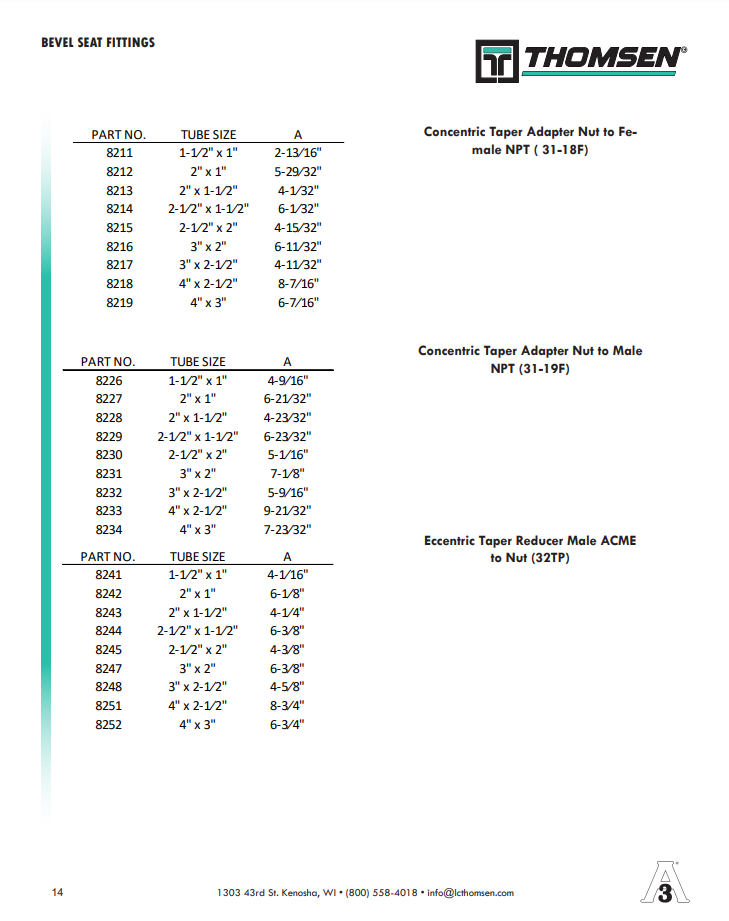 BEVEL SEAT FITTINGS
THOMSEN®
PART NO. TUBE SIZE A
8211 1-1/2" x 1" 2-13/16"
8212 2" x 1" 5-29/32"
8213 2" x 1-1/2" 4-1/32"
8214 2-1/2" x 1-1/2" 6-1/32"
8215 2-1/2" x 2" 4-15/32"
8216 3" x 2" 6-11/32"
8217 3" x 2-1/2" 4-11/32"
8218 4" x 2-1/2" 8-7/16"
8219 4" x 3" 6-7/16"
Concentric Taper Adapter Nut to Fe-
male NPT ( 31-18F)
PART NO. TUBE SIZE A
8226 1-1/2" x 1" 4-9/16"
8227 2" x 1" 6-21/32"
8228 2" x 1-1/2" 4-23/32"
8229 2-1/2" x 1-1/2" 6-23/32"
8230 2-1/2" x 2" 5-1/16"
8231 3" x 2" 7-1/8"
8232 3" x 2-1/2" 5-9/16"
8233 4" x 2-1/2" 9-21/32"
8234 4" x 3" 7-23/32"
Concentric Taper Adapter Nut to Male
NPT (31-19F)
PART NO. TUBE SIZE A
8241 1-1/2" x 1" 4-1/16"
8242 2" x 1" 6-1/8"
8243 2" x 1-1/2" 4-1/4"
8244 2-1/2" x 1-1/2" 6-3/8"
8245 2-1/2" x 2" 4-3/8"
8247 3" x 2" 6-3/8"
8248 3" x 2-1/2" 4-5/8"
8251 4" x 2-1/2" 8-3/4"
8252 4" x 3" 6-3/4"
Eccentric Taper Reducer Male ACME
to Nut (32TP)
14
1303 43rd St. Kenosha, WI • (800) 558-4018 • info@lcthomsen.com
A
3